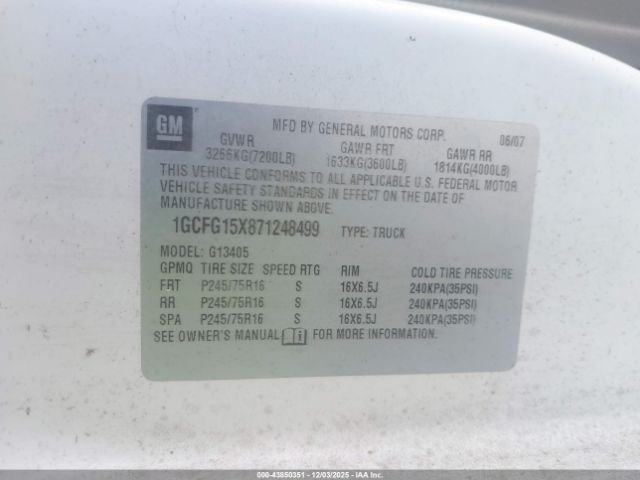 GM
MFD BY GENERAL MOTORS CORP. 06/07
GVWR GAWR FRT GAWR RR
3266KG(7200LB) 1633KG(3600LB) 1814KG(4000LB)
THIS VEHICLE CONFORMS TO ALL APPLICABLE U.S. FEDERAL MOTOR
VEHICLE SAFETY STANDARDS IN EFFECT ON THE DATE OF
MANUFACTURE SHOWN ABOVE.
1GCFG15X871248499 TYPE: TRUCK
MODEL: G13405
GPMQ TIRE SIZE SPEED RTG RIM COLD TIRE PRESSURE
FRT P245/75R16 S 16X6.5J 240KPA(35PSI)
RR P245/75R16 S 16X6.5J 240KPA(35PSI)
SPA P245/75R16 S 16X6.5J 240KPA(35PSI)
SEE OWNER'S MANUAL FOR MORE INFORMATION.
000-43850351 - 12/03/2025 - IAA Holdings, LLC